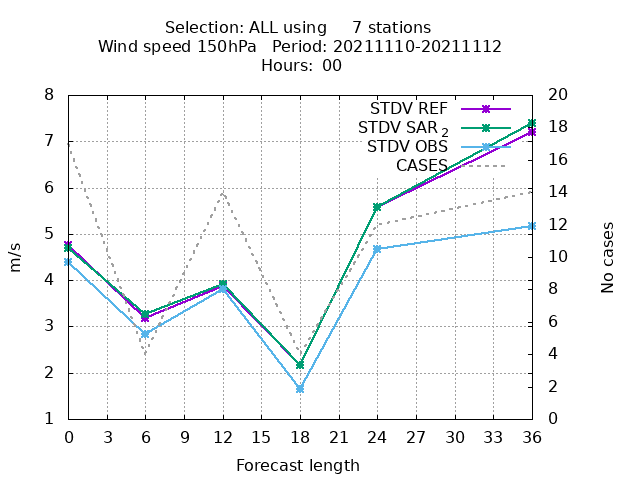 Selection: ALL using     7 stations
Wind speed 150hPa   Period: 20211110-20211112
Hours: 00
8
7
6
5
4
3
2
1
20
18
16
14
12
10
8
6
4
2
0
STDV REF
STDV SAR 2
STDV OBS
CASES
m/s
No cases
0 3 6 9 12 15 18 21 24 27 30 33 36
Forecast length